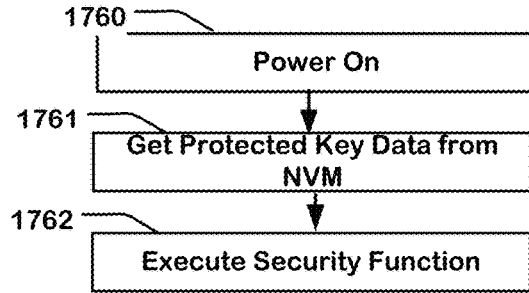 1760
Power On
1761
Get Protected Key Data from
NVM
1762
Execute Security Function